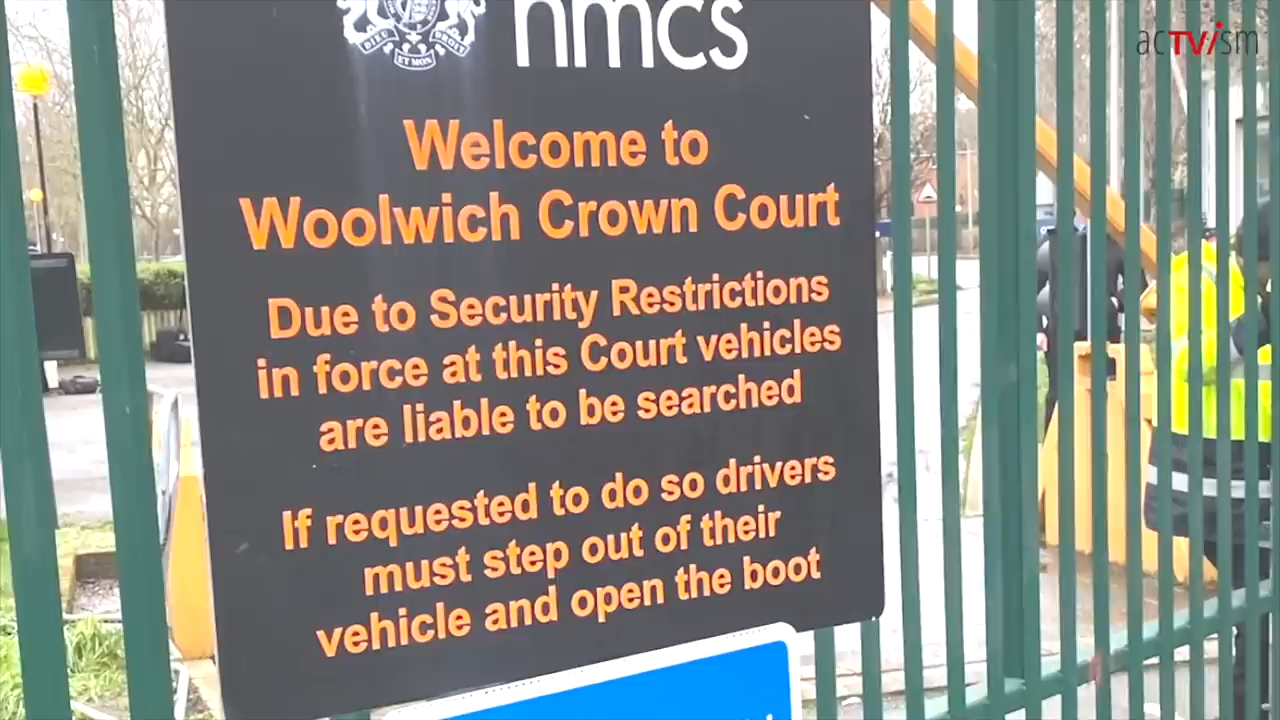 acTVism
DIEU
DROIT
ET MON
hmcs
Welcome to
Woolwich Crown Court
Due to Security Restrictions
in force at this Court vehicles
are liable to be searched
If requested to do so drivers
must step out of their
vehicle and open the boot